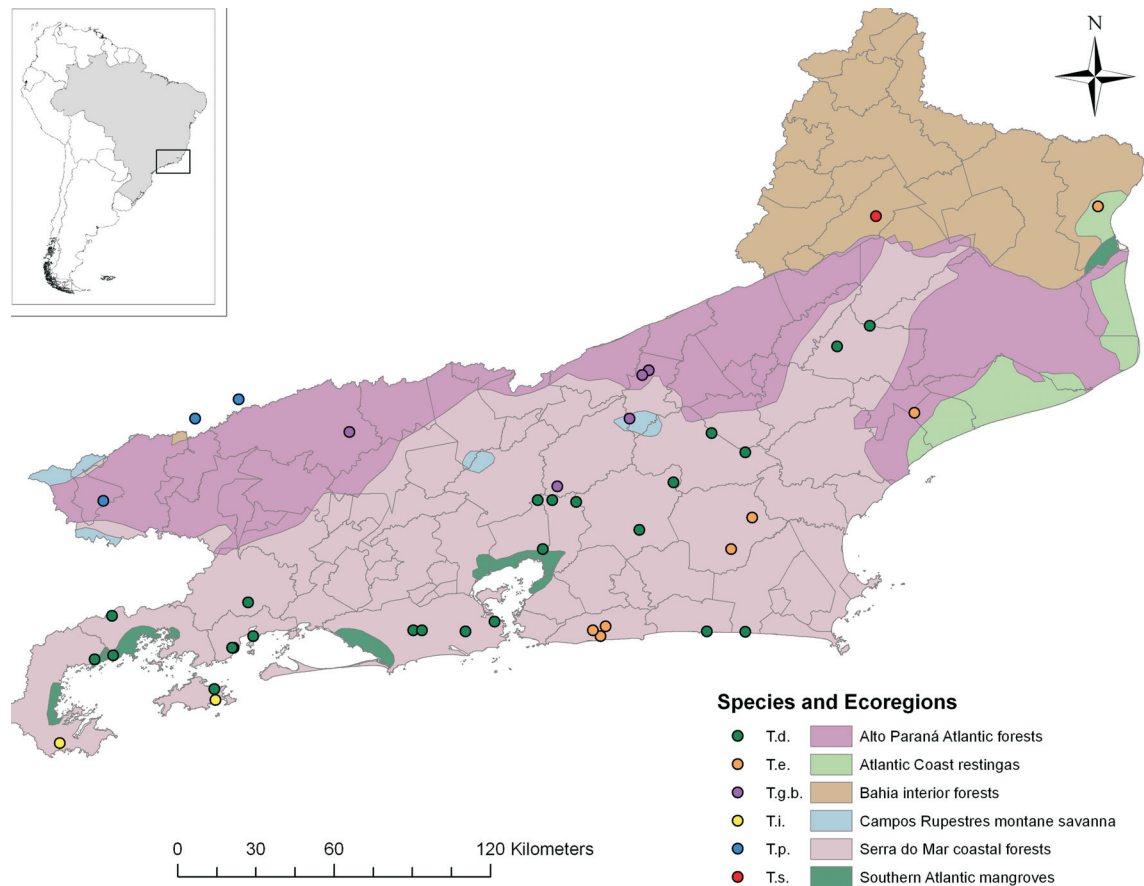 N
Species and Ecoregions
T.d. Alto Paraná Atlantic forests
T.e. Atlantic Coast restingas
T.g.b. Bahia interior forests
T.i. Campos Rupestres montane savanna
T.p. Serra do Mar coastal forests
T.s. Southern Atlantic mangroves
0 30 60 120 Kilometers